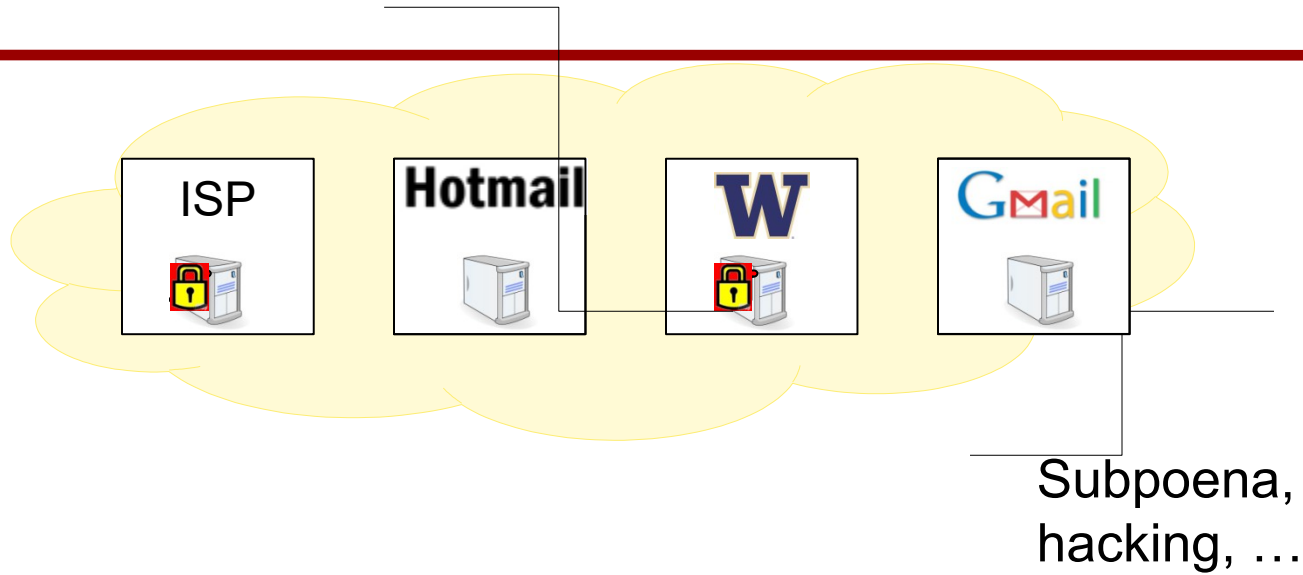 ISP
Hotmail
W
Gmail
Subpoena,
hacking, …